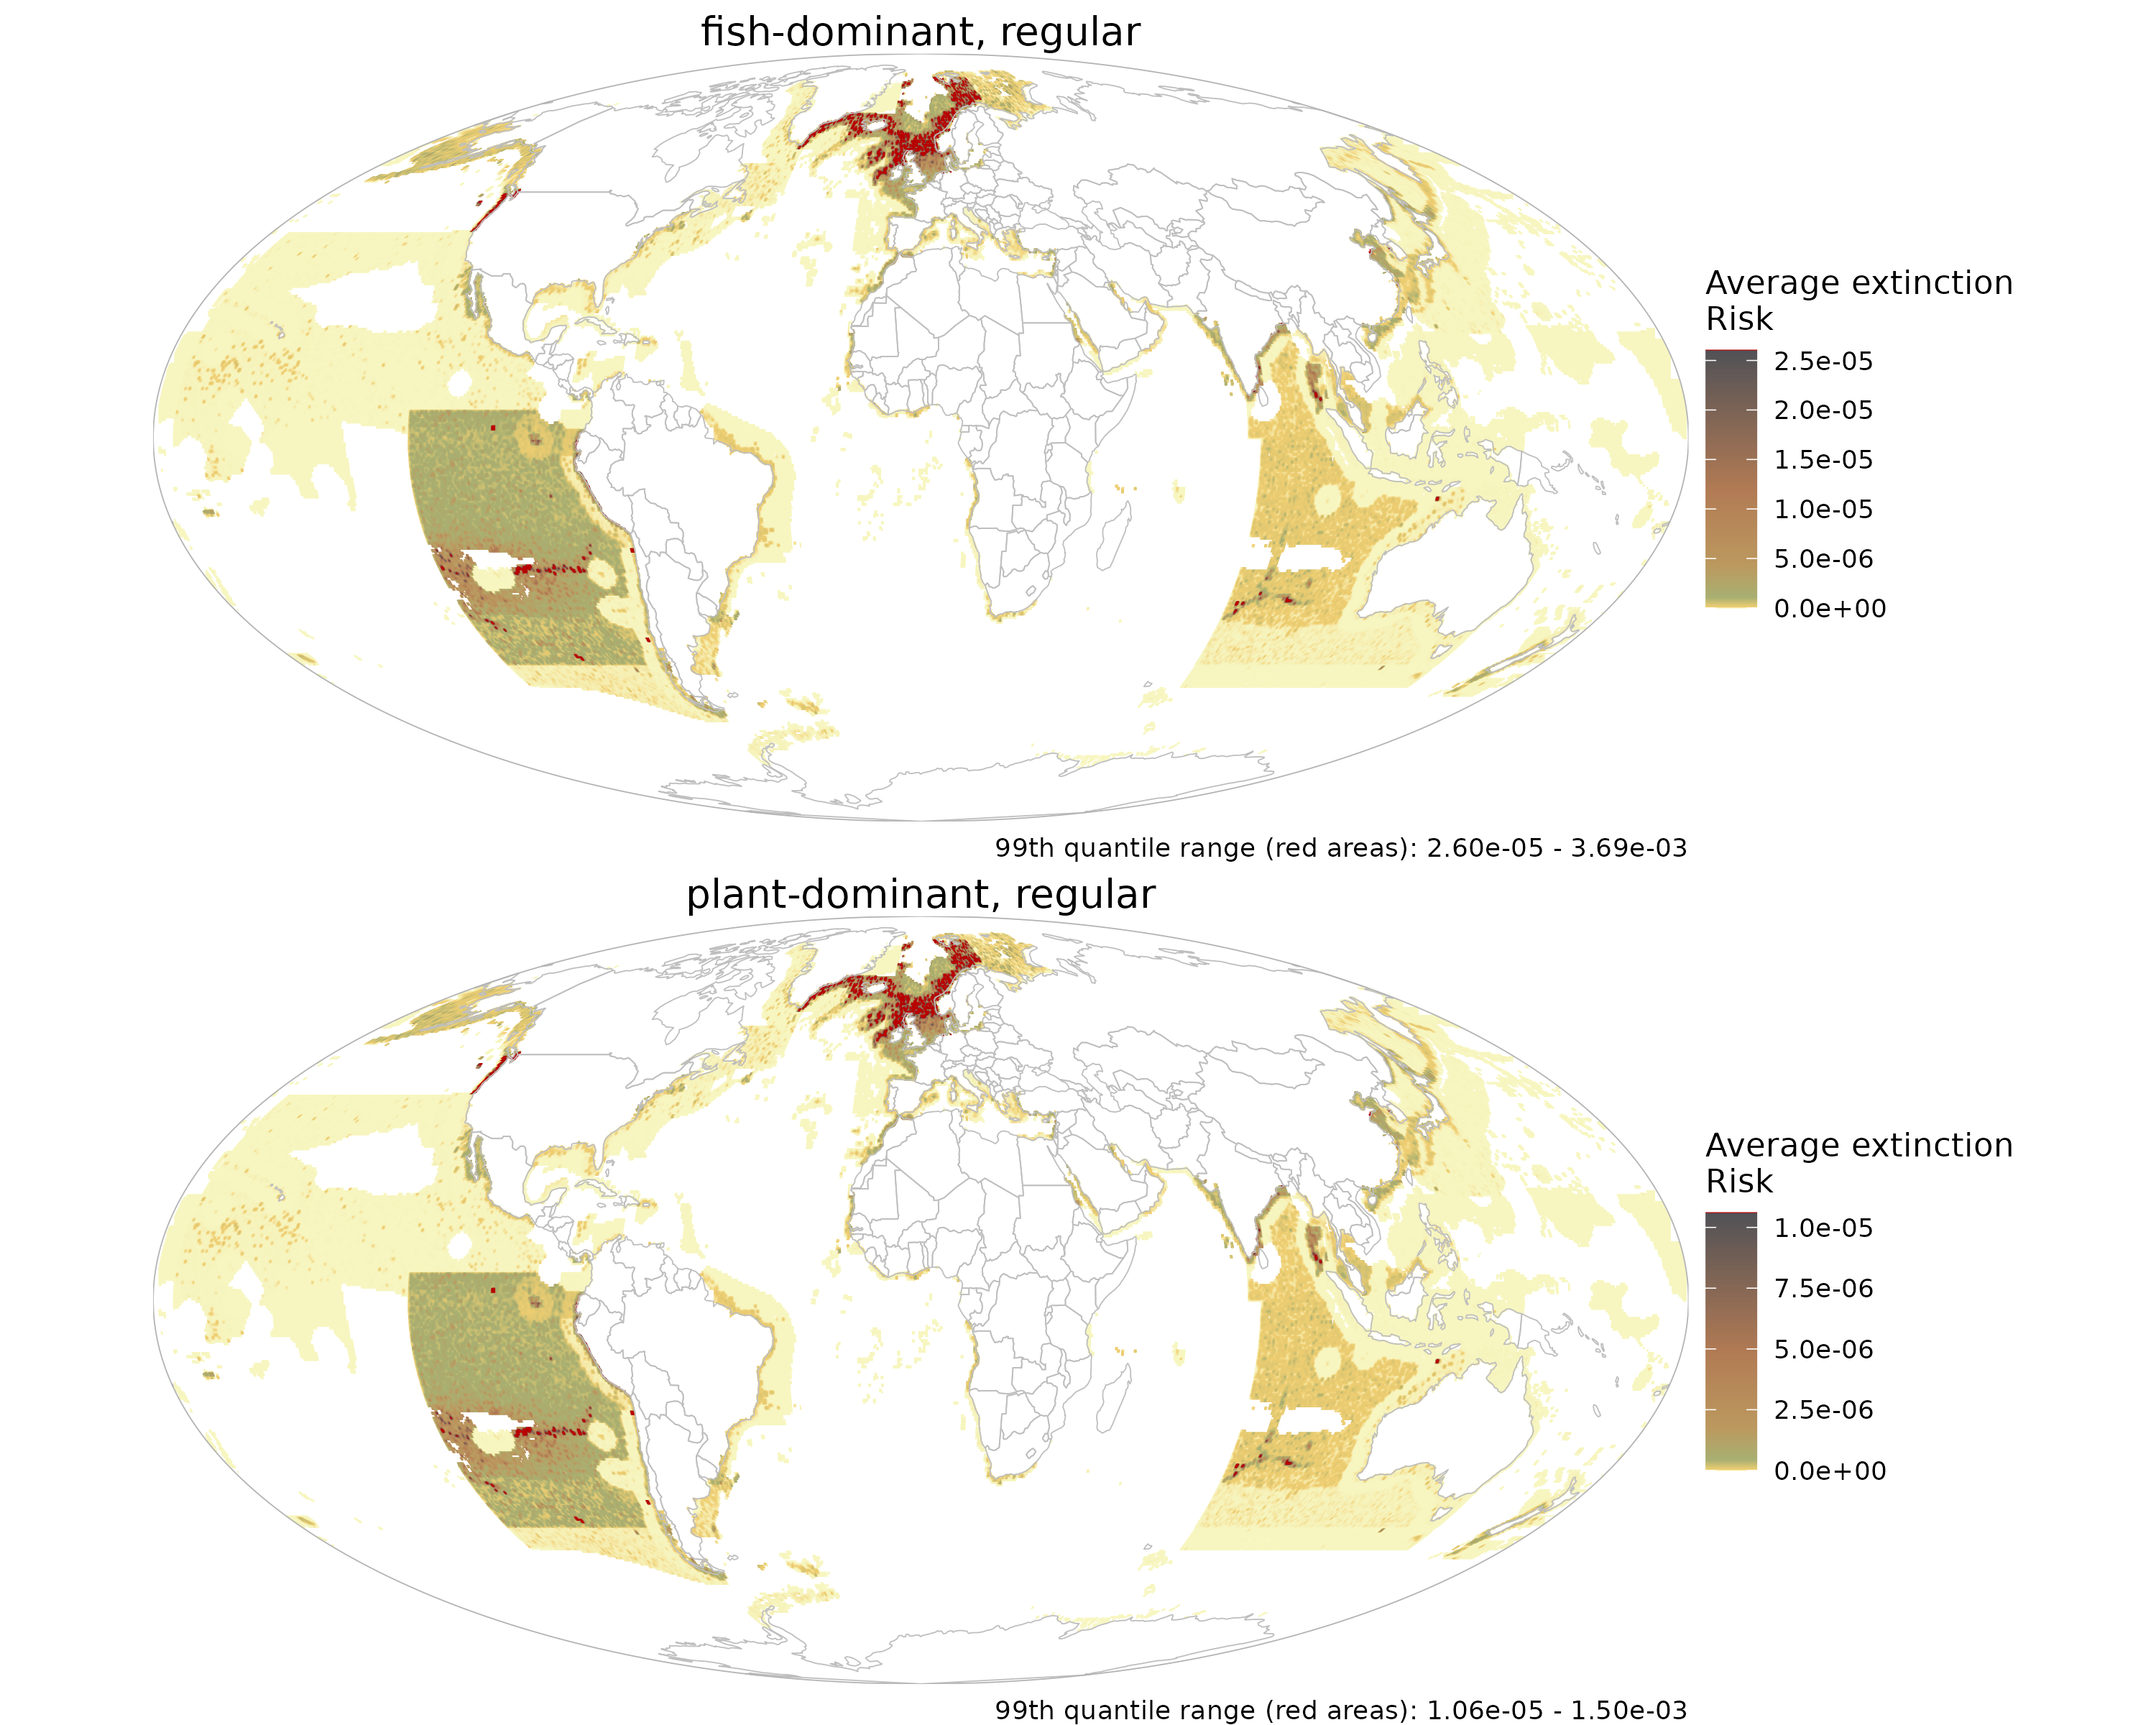 fish-dominant, regular
Average extinction
Risk
2.5e-05
2.0e-05
1.5e-05
1.0e-05
5.0e-06
0.0e+00
99th quantile range (red areas): 2.60e-05 - 3.69e-03
plant-dominant, regular
Average extinction
Risk
1.0e-05
7.5e-06
5.0e-06
2.5e-06
0.0e+00
99th quantile range (red areas): 1.06e-05 - 1.50e-03